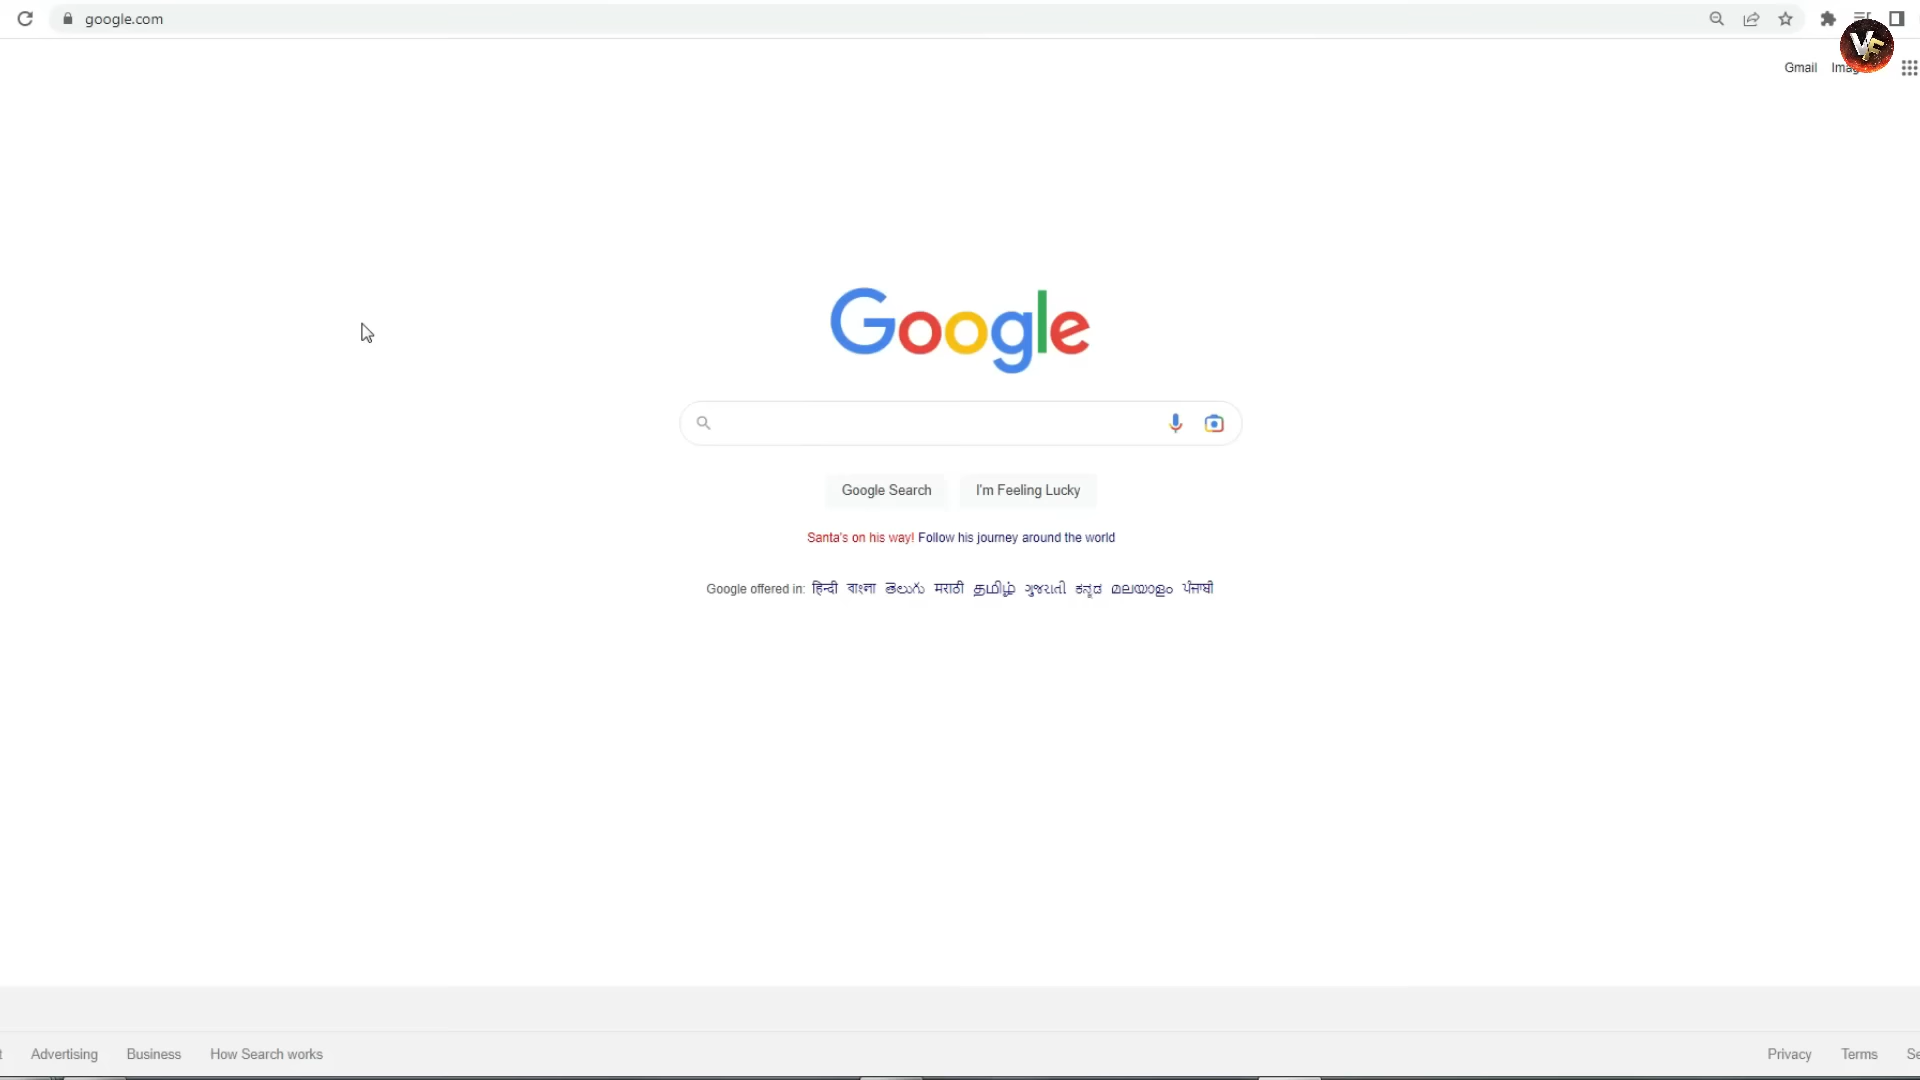 google.com
Gmail
Google
Google Search I'm Feeling Lucky
Santa's on his way! Follow his journey around the world
Google offered in: हिन्दी বাংলা తెలుగు मराठी தமிழ் ગુજરાતી ಕನ್ನಡ മലയാളം ਪੰਜਾਬੀ
Advertising Business How Search works
Privacy Terms